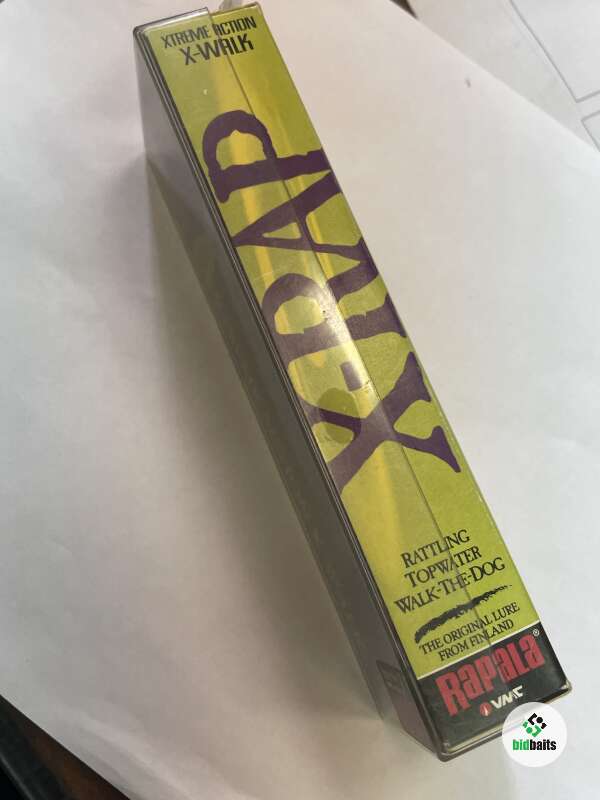 XTREME ACTION
X-WALK
X-RAP
RATTLING
TOPWATER
WALK-THE-DOG
THE ORIGINAL LURE
FROM FINLAND
Rapala®
VMC
bidbaits